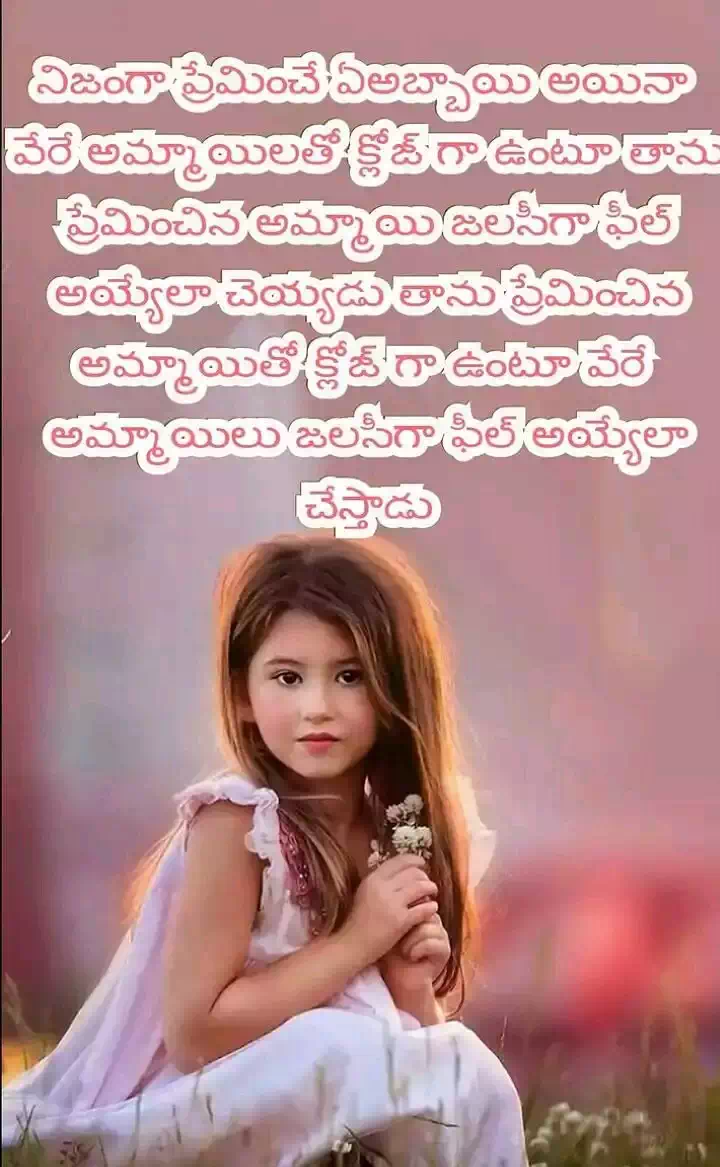 నిజంగా ప్రేమించే ఏఅబ్బాయి అయినా
వేరే అమ్మాయిలతో క్లోజ్ గా ఉంటూ తాను
ప్రేమించిన అమ్మాయి జలసీగా ఫీల్
అయ్యేలా చెయ్యడు తాను ప్రేమించిన
అమ్మాయితో క్లోజ్ గా ఉంటూ వేరే
అమ్మాయిలు జలసీగా ఫీల్ అయ్యేలా
చేస్తాడు